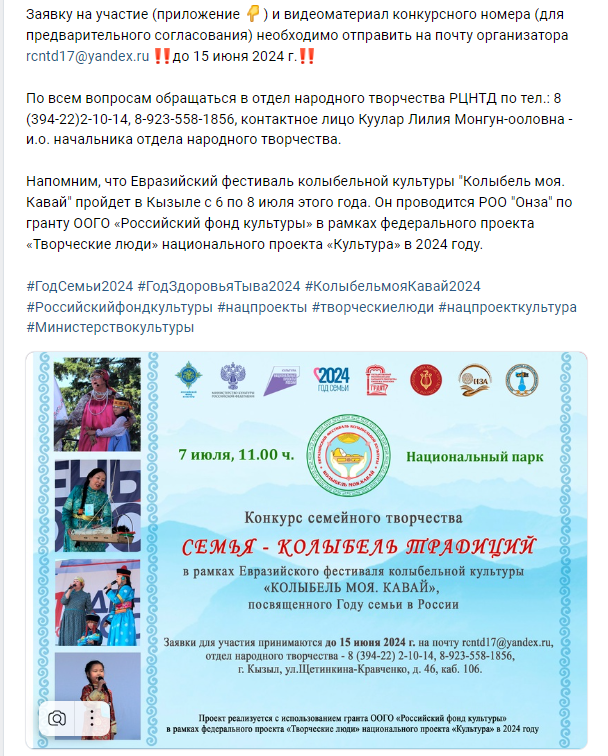 Заявку на участие (приложение 👇) и видеоматериал конкурсного номера (для
предварительного согласования) необходимо отправить на почту организатора
rcntd17@yandex.ru ‼️до 15 июня 2024 г.‼️
По всем вопросам обращаться в отдел народного творчества РЦНТД по тел.: 8
(394-22)2-10-14, 8-923-558-1856, контактное лицо Куулар Лилия Монгун-ооловна -
и.о. начальника отдела народного творчества.
Напомним, что Евразийский фестиваль колыбельной культуры "Колыбель моя.
Кавай" пройдет в Кызыле с 6 по 8 июля этого года. Он проводится РОО "Онза" по
гранту ООГО «Российский фонд культуры» в рамках федерального проекта
«Творческие люди» национального проекта «Культура» в 2024 году.
#ГодСемьи2024 #ГодЗдоровьяТыва2024 #КолыбельмояКавай2024
#Российскийфондкультуры #нацпроекты #творческиелюди #нацпроекткультура
#Министерствокультуры
2024
ГОД СЕМЬИ
7 июля, 11.00 ч.
Национальный парк
Конкурс семейного творчества
СЕМЬЯ - КОЛЫБЕЛЬ ТРАДИЦИЙ
в рамках Евразийского фестиваля колыбельной культуры
«КОЛЫБЕЛЬ МОЯ. КАВАЙ»,
посвященного Году семьи в России
Заявки для участия принимаются до 15 июня 2024 г. на почту rcntd17@yandex.ru,
отдел народного творчества - 8 (394-22) 2-10-14, 8-923-558-1856,
г. Кызыл, ул.Щетинкина-Кравченко, д. 46, каб. 106.
Проект реализуется с использованием гранта ООГО «Российский фонд культуры»
в рамках федерального проекта «Творческие люди» национального проекта «Культура» в 2024 году